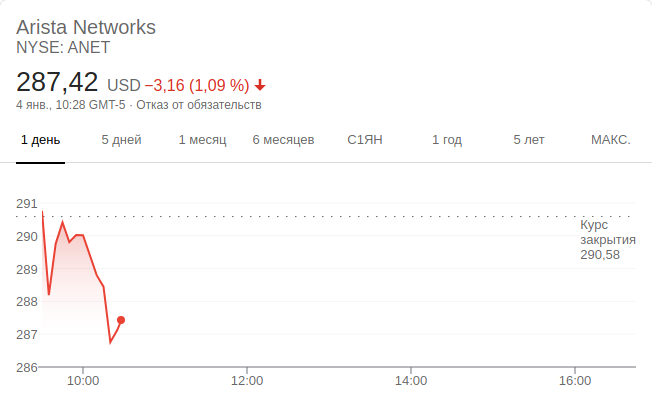 Arista Networks
NYSE: ANET
287,42 USD −3,16 (1,09 %)
4 янв., 10:28 GMT-5 · Отказ от обязательств
1 день 5 дней 1 месяц 6 месяцев С1ЯН 1 год 5 лет МАКС.
291
Курс
закрытия
290,58
290
289
288
287
286
10:00 12:00 14:00 16:00